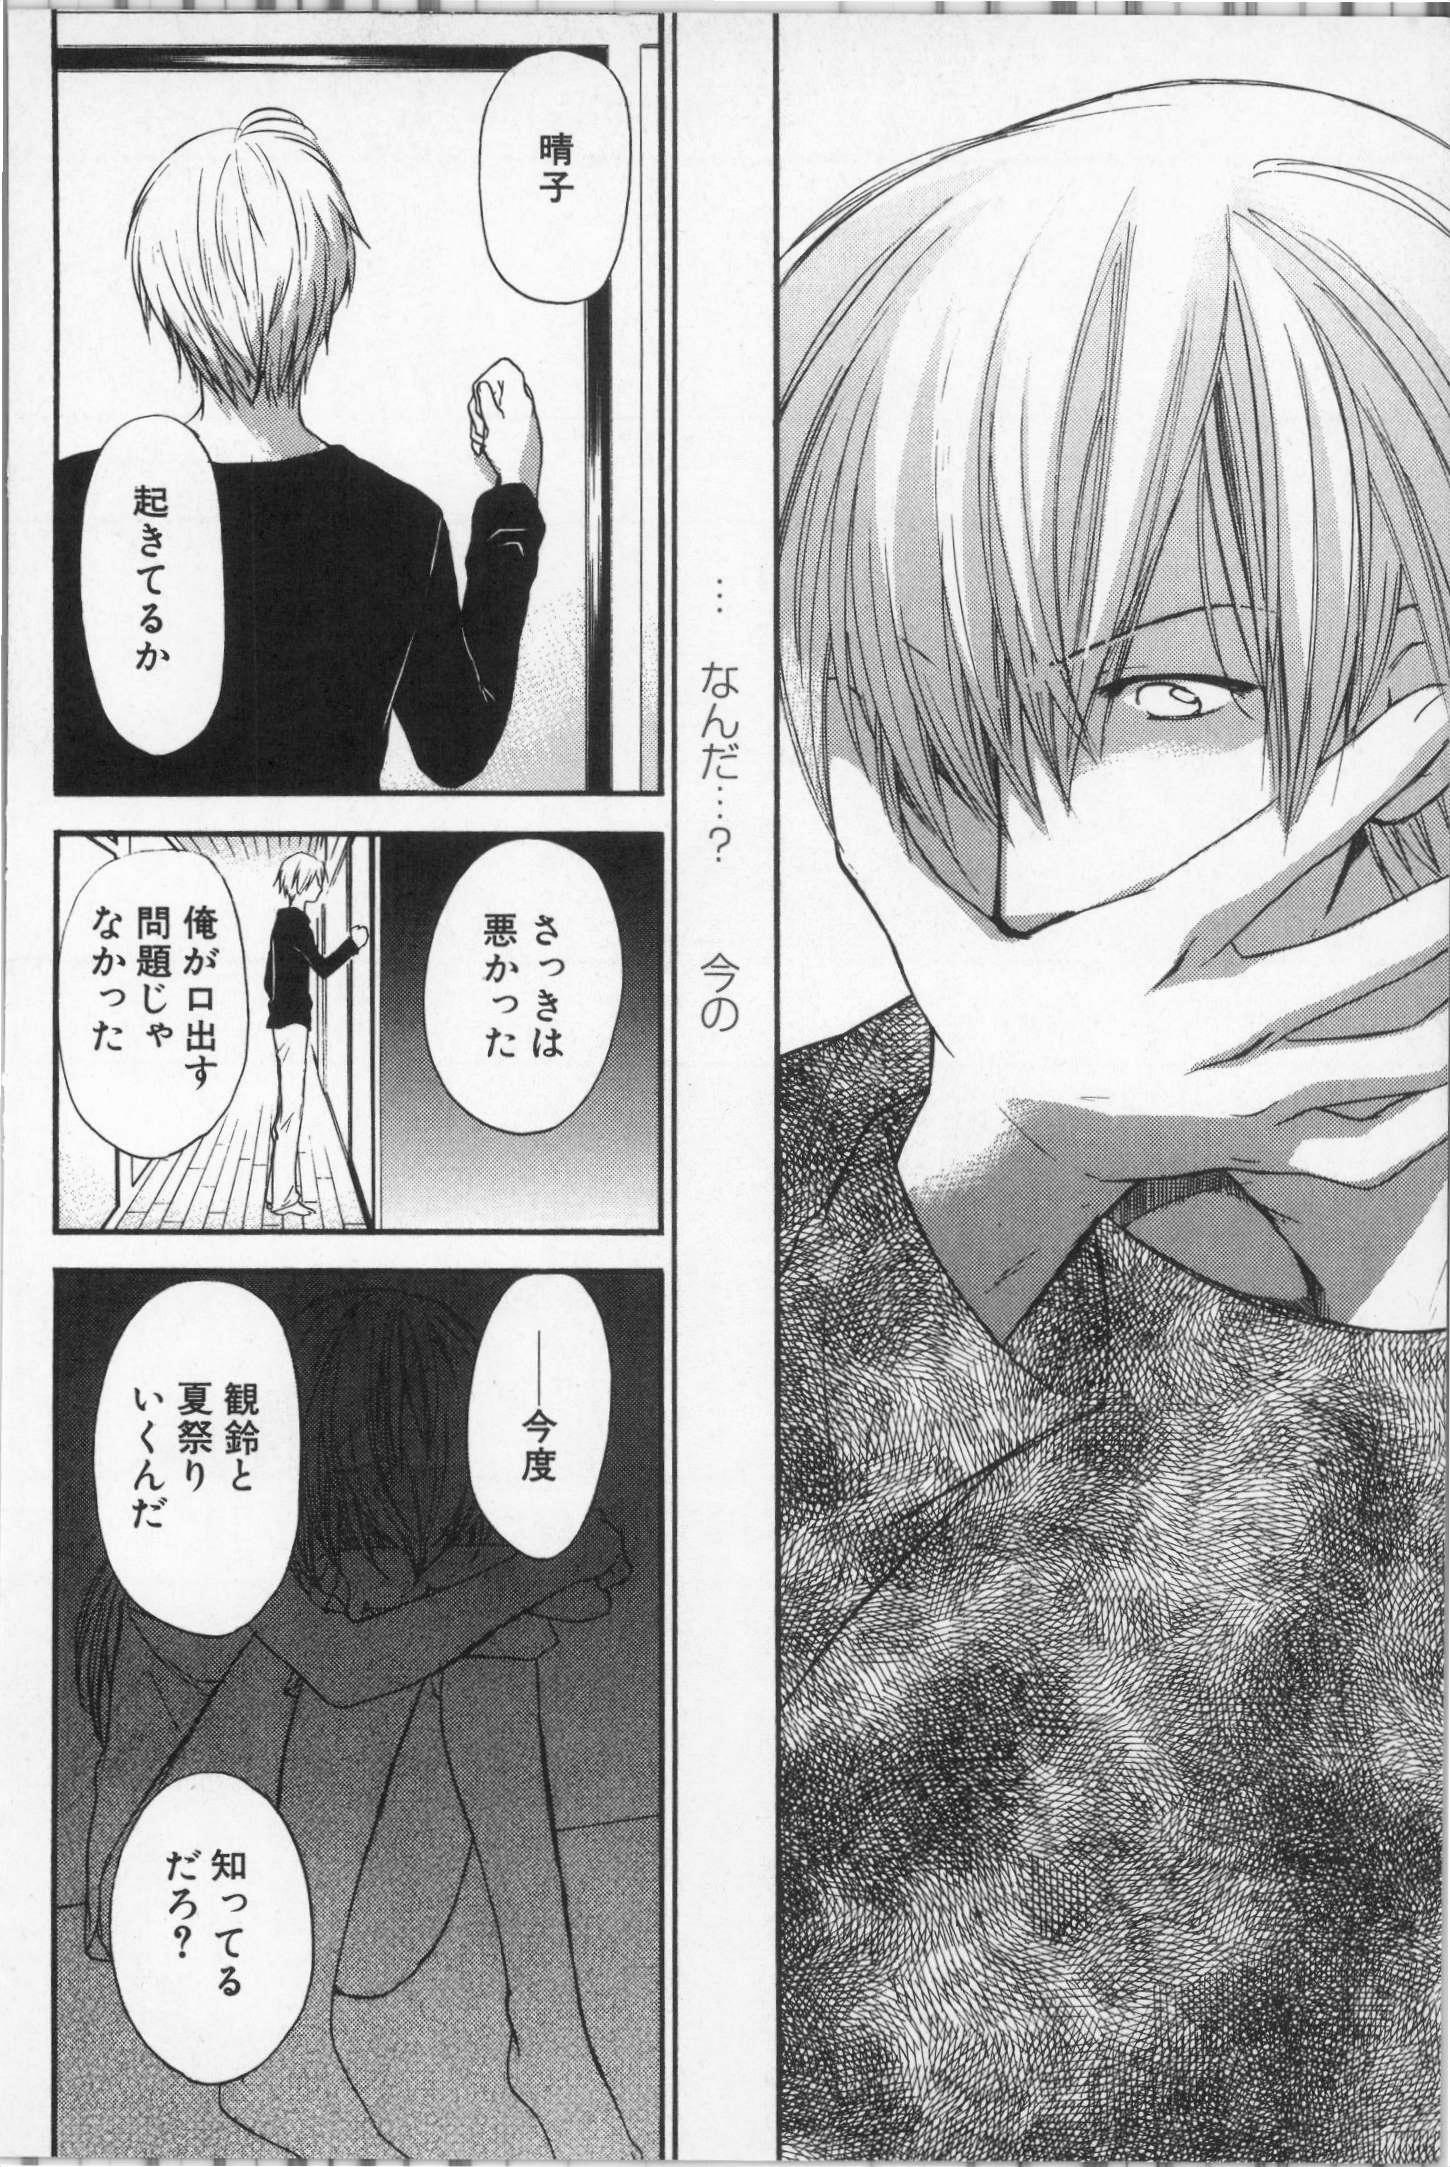 … なんだ…? 今の
晴子
起きてるか
さっきは
悪かった
俺が口出す
問題じゃ
なかった
――今度
観鈴と
夏祭り
いくんだ
知ってる
だろ?